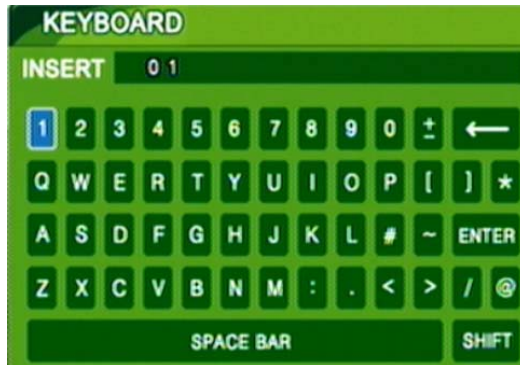 KEYBOARD
INSERT 01
1 2 3 4 5 6 7 8 9 0 ± ←
Q W E R T Y U I O P [ ] *
A S D F G H J K L # ~ ENTER
Z X C V B N M : . < > / @
SPACE BAR SHIFT